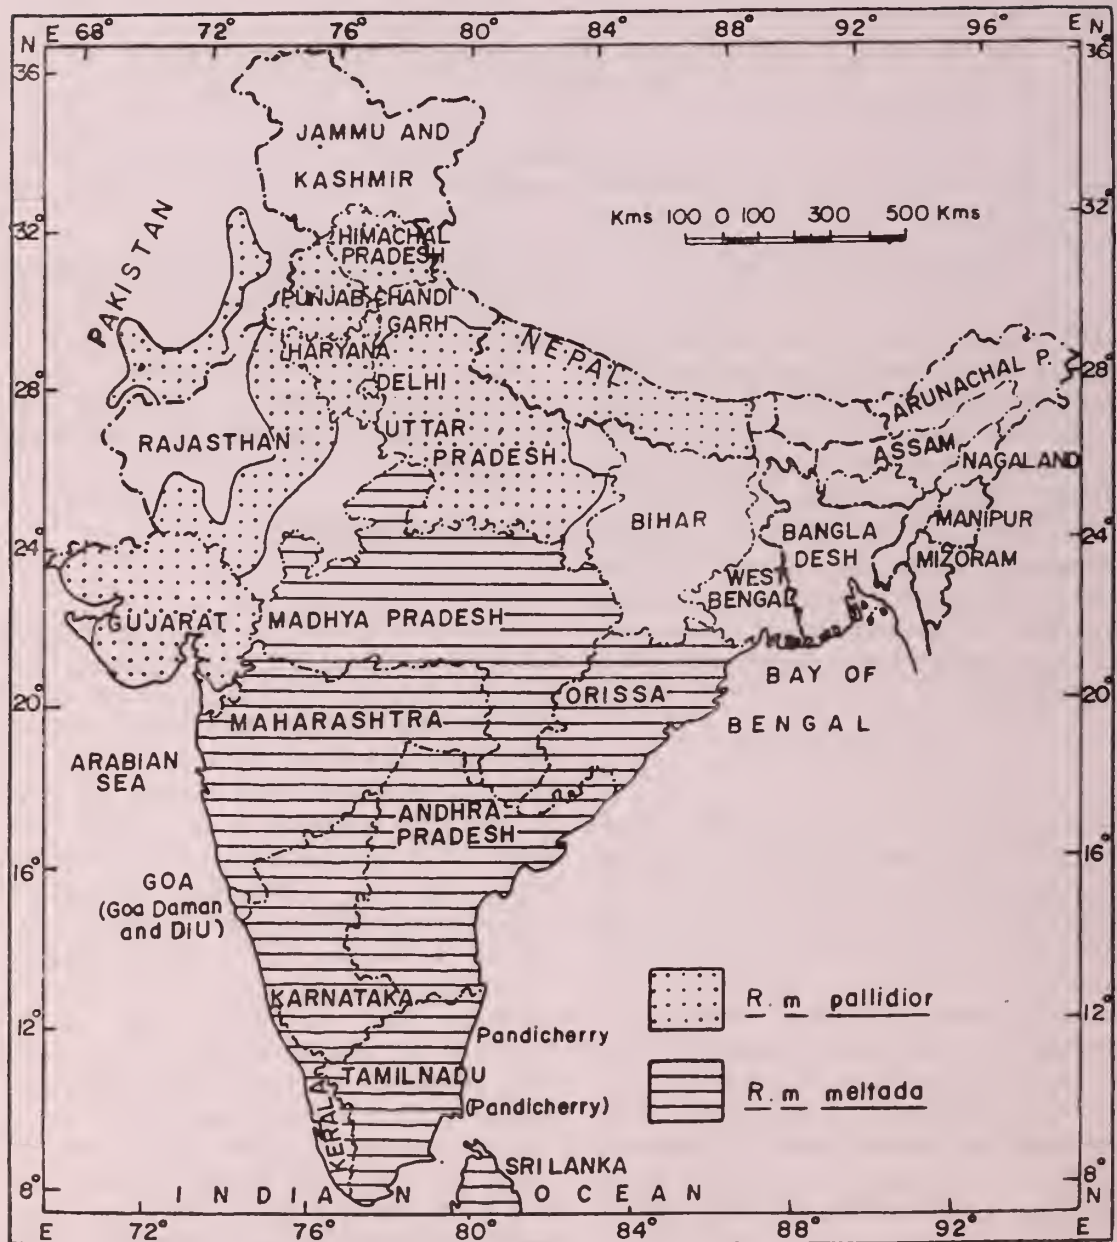 E 68° 72° 76° 80° 84° 88° 92° 96° E N
N
36° 36°
JAMMU AND
KASHMIR
PAKISTAN
32° 32°
Kms 100 0 100 300 500 Kms
HIMACHAL
PRADESH
PUNJAB CHANDI
GARH
HARYANA
NEPAL
DELHI
28° 28°
ARUNACHAL P.
RAJASTHAN
UTTAR
PRADESH
ASSAM
NAGALAND
BIHAR
MANIPUR
BANGLA
DESH
24° 24°
MIZORAM
WEST
BENGAL
GUJARAT
MADHYA PRADESH
BAY OF
BENGAL
20° 20°
ORISSA
MAHARASHTRA
ARABIAN
SEA
ANDHRA
PRADESH
16° 16°
GOA
(Goa Daman
and DIU)
KARNATAKA
R. m pallidior
12° 12°
Pandicherry
TAMILNADU
R. m meltada
(Pandicherry)
KERALA
SRI LANKA
8° 8°
INDIAN OCEAN
N
E 72° 76° 80° 84° 88° 92° E